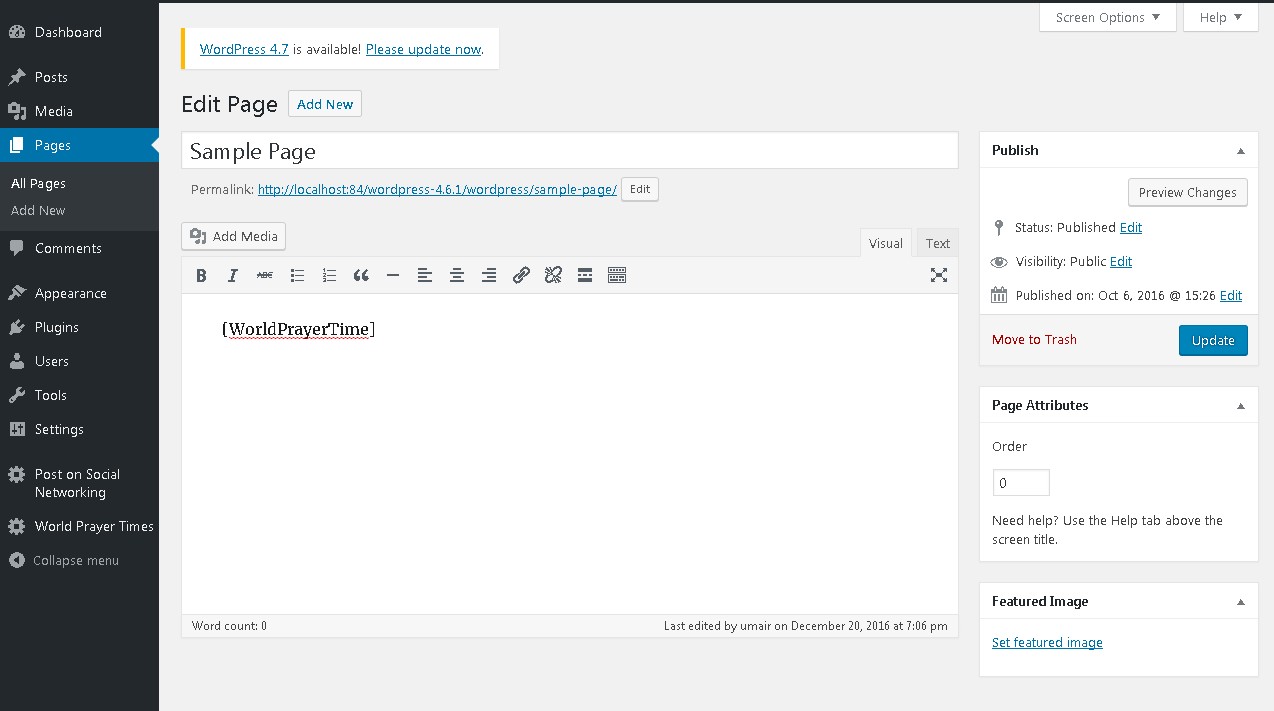 Dashboard
Posts
Media
Pages
All Pages
Add New
Comments
Appearance
Plugins
Users
Tools
Settings
Post on Social
Networking
World Prayer Times
Collapse menu
Screen Options
Help
WordPress 4.7 is available! Please update now.
Edit Page Add New
Sample Page
Permalink: http://localhost:84/wordpress-4.6.1/wordpress/sample-page/ Edit
Add Media
Visual Text
B I ABC
[WorldPrayerTime]
Word count: 0 Last edited by umair on December 20, 2016 at 7:06 pm
Publish
Preview Changes
Status: Published Edit
Visibility: Public Edit
Published on: Oct 6, 2016 @ 15:26 Edit
Move to Trash Update
Page Attributes
Order
0
Need help? Use the Help tab above the
screen title.
Featured Image
Set featured image